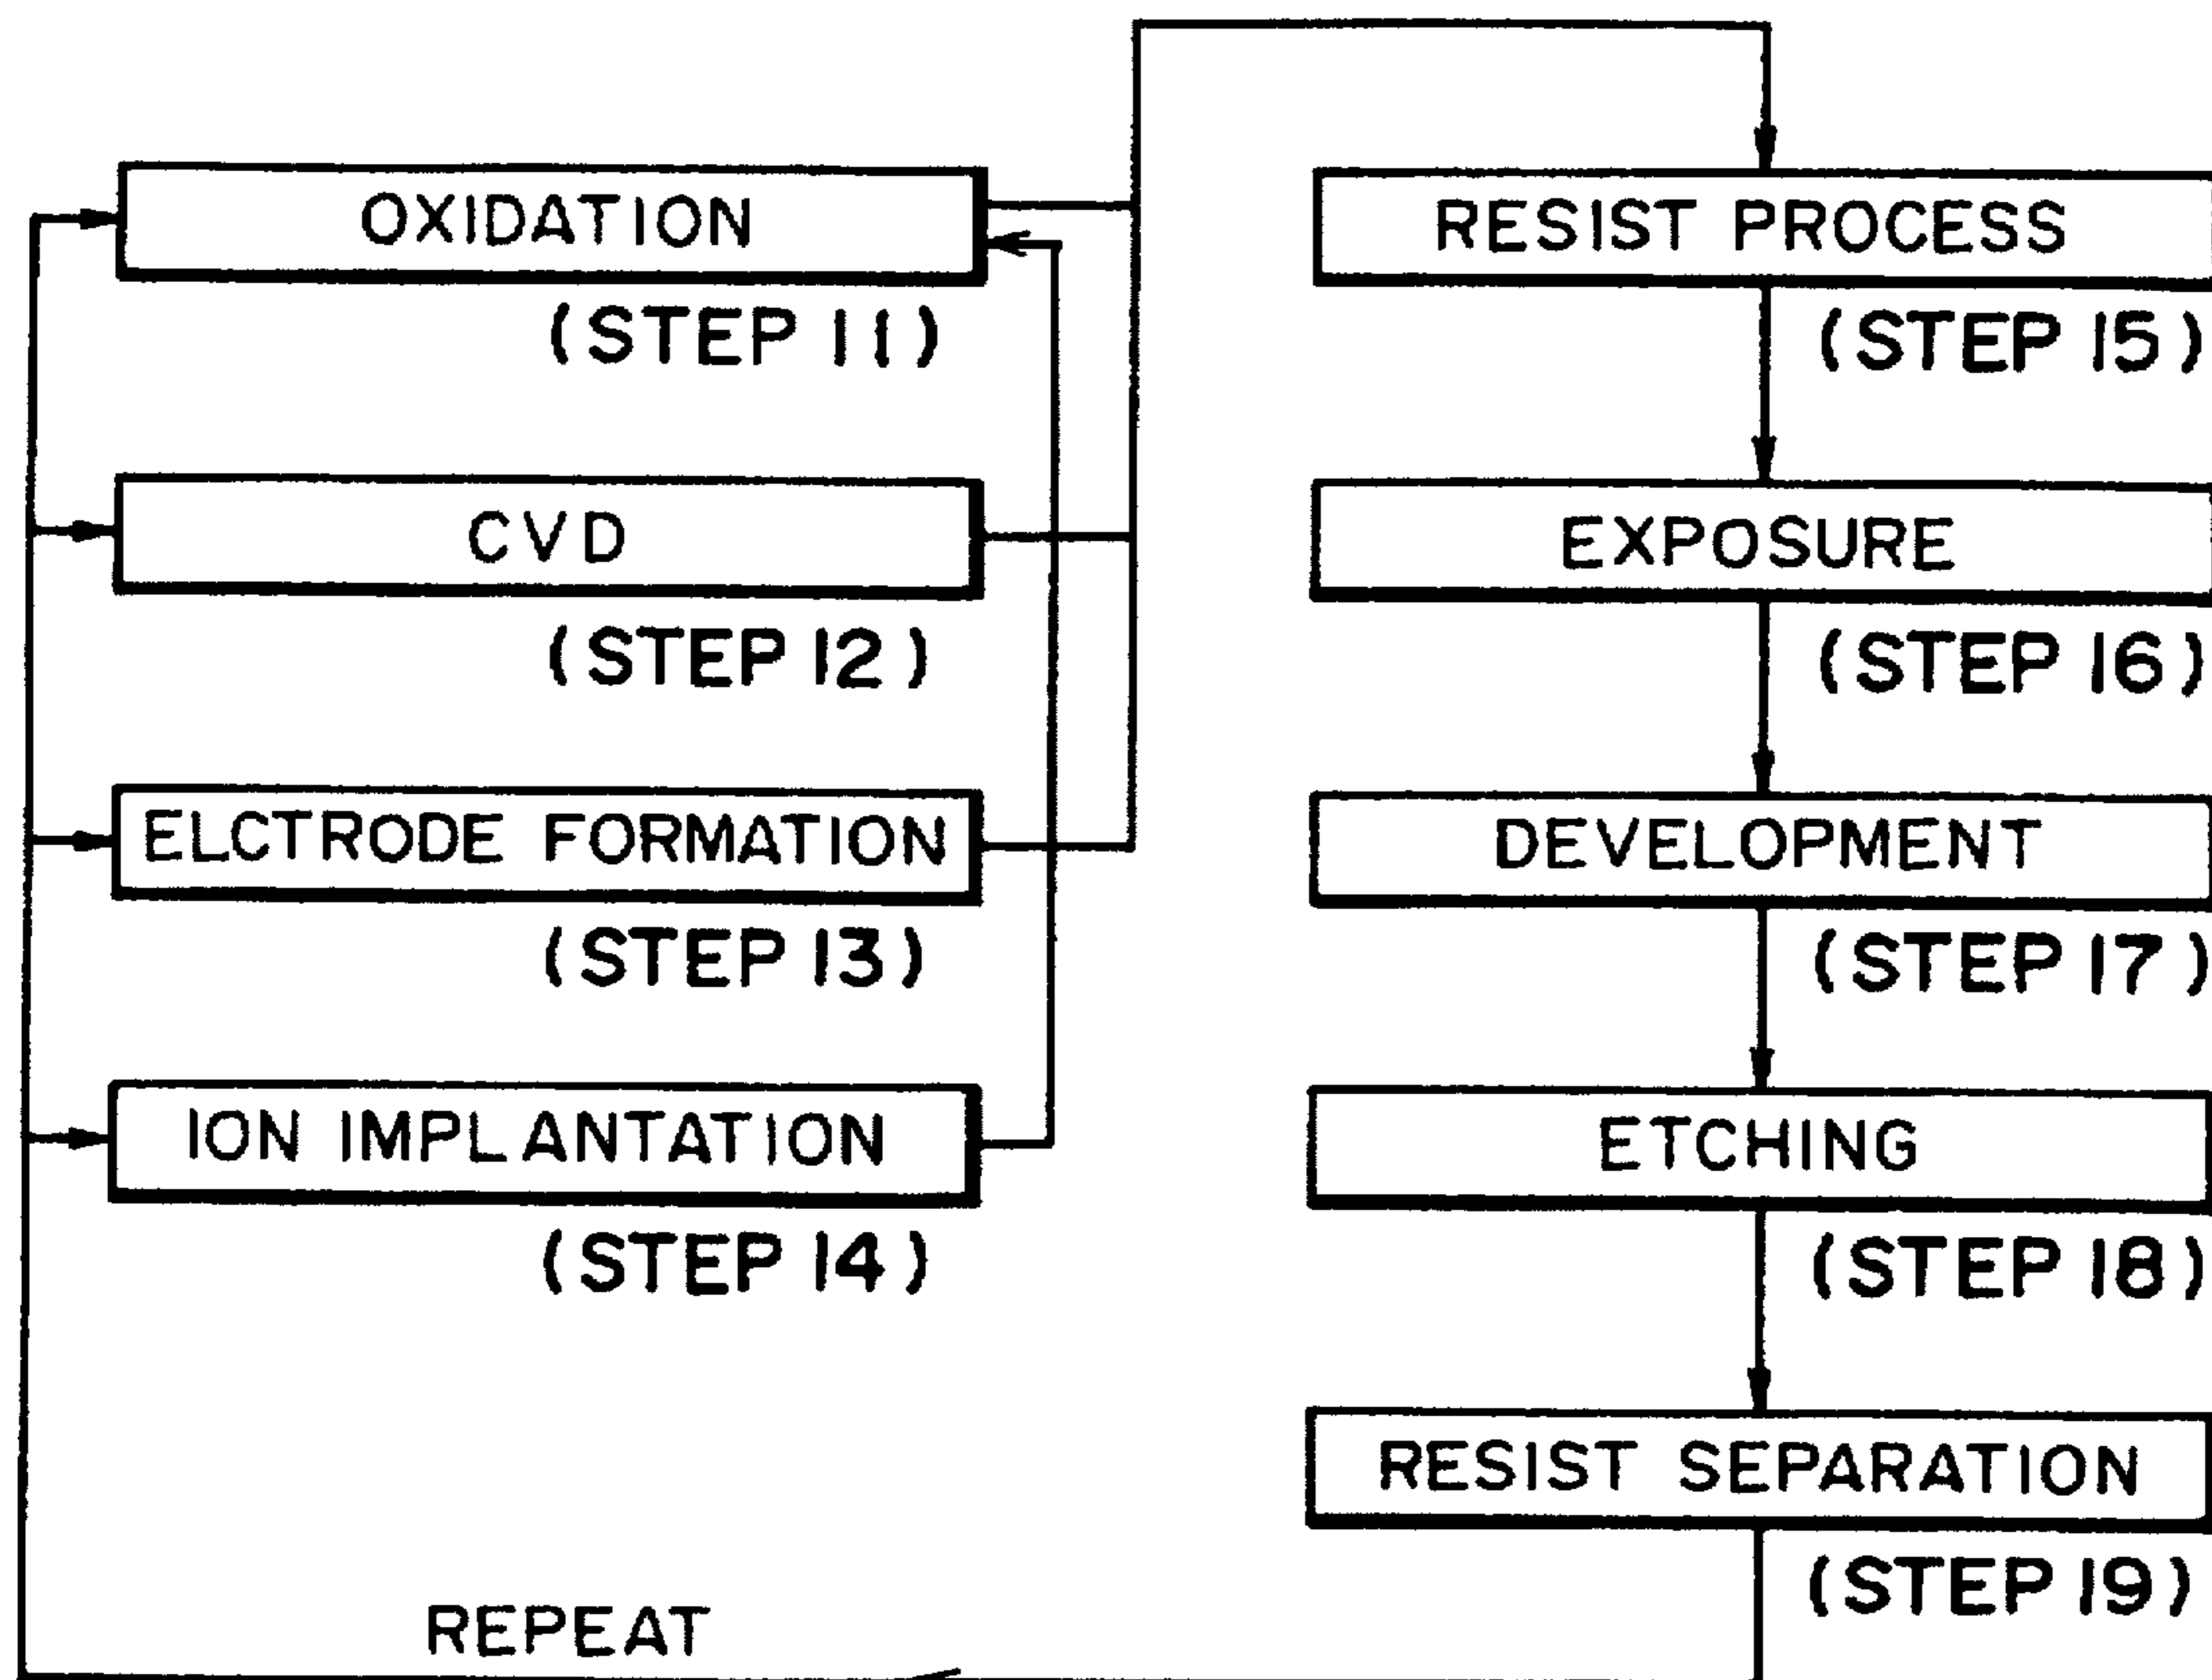 OXIDATION
(STEP 11)
CVD
(STEP 12)
ELCTRODE FORMATION
(STEP 13)
ION IMPLANTATION
(STEP 14)
RESIST PROCESS
(STEP 15)
EXPOSURE
(STEP 16)
DEVELOPMENT
(STEP 17)
ETCHING
(STEP 18)
RESIST SEPARATION
(STEP 19)
REPEAT